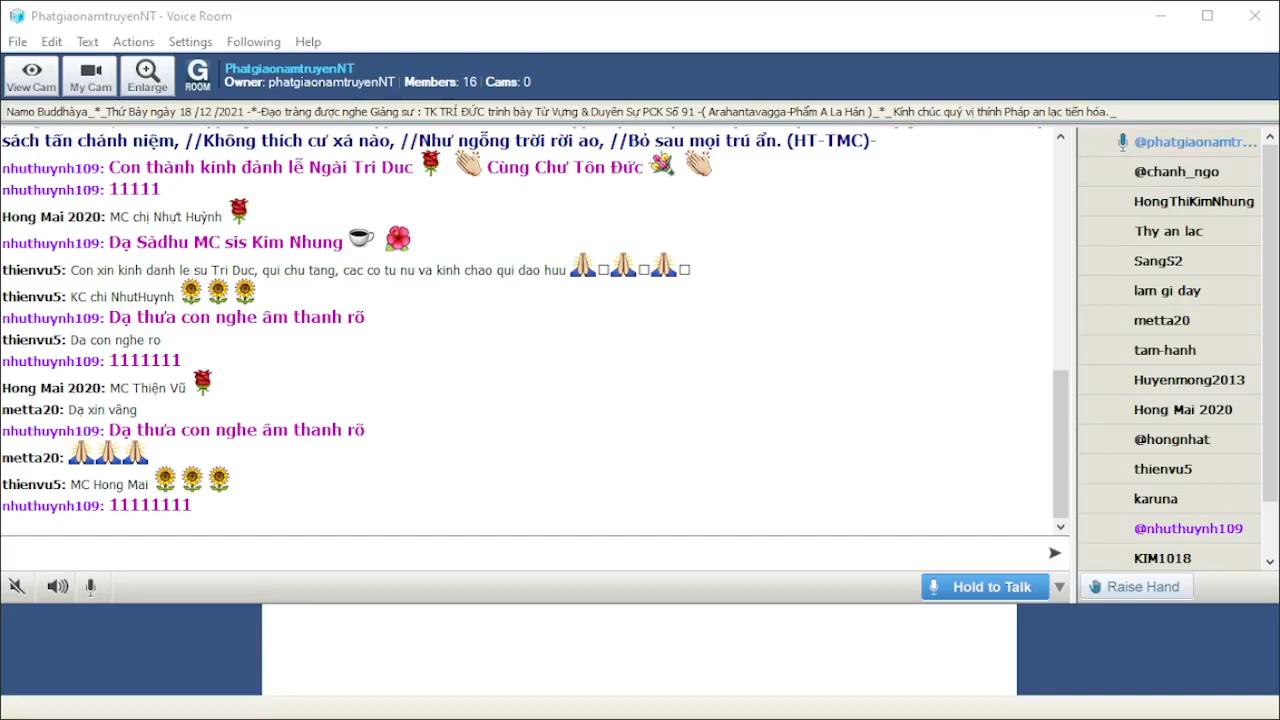 PhatgiaonamtruyenNT - Voice Room
File Edit Text Actions Settings Following Help
View Cam
My Cam
Enlarge
G ROOM
PhatgiaonamtruyenNT
Owner: phatgiaonamtruyenNT | Members: 16 | Cams: 0
Namo Buddhàya_*_Thứ Bảy ngày 18 /12 /2021 -*-Đạo tràng được nghe Giảng sư : TK TRÍ ĐỨC trình bày Từ Vựng & Duyên Sự PCK Số 91 -( Arahantavagga-Phẩm A La Hán )_*_Kính chúc quý vị thính Pháp an lạc tiến hóa._
sách tấn chánh niệm, //Không thích cư xá nào, //Như ngỗng trời rời ao, //Bỏ sau mọi trú ẩn. (HT-TMC)-
nhuthuynh109: Con thành kính đảnh lễ Ngài Tri Duc Cùng Chư Tôn Đức
nhuthuynh109: 11111
Hong Mai 2020: MC chị Nhựt Huỳnh
nhuthuynh109: Dạ Sàdhu MC sis Kim Nhung
thienvu5: Con xin kinh danh le su Tri Duc, qui chu tang, cac co tu nu va kinh chao qui dao huu
thienvu5: KC chi NhutHuynh
nhuthuynh109: Dạ thưa con nghe âm thanh rõ
thienvu5: Da con nghe ro
nhuthuynh109: 1111111
Hong Mai 2020: MC Thiện Vũ
metta20: Dạ xin vâng
nhuthuynh109: Dạ thưa con nghe âm thanh rõ
metta20:
thienvu5: MC Hong Mai
nhuthuynh109: 11111111
@phatgiaonamtr...
@chanh_ngo
HongThiKimNhung
Thy an lac
SangS2
lam gi day
metta20
tam-hanh
Huyenmong2013
Hong Mai 2020
@hongnhat
thienvu5
karuna
@nhuthuynh109
KIM1018
Hold to Talk
Raise Hand